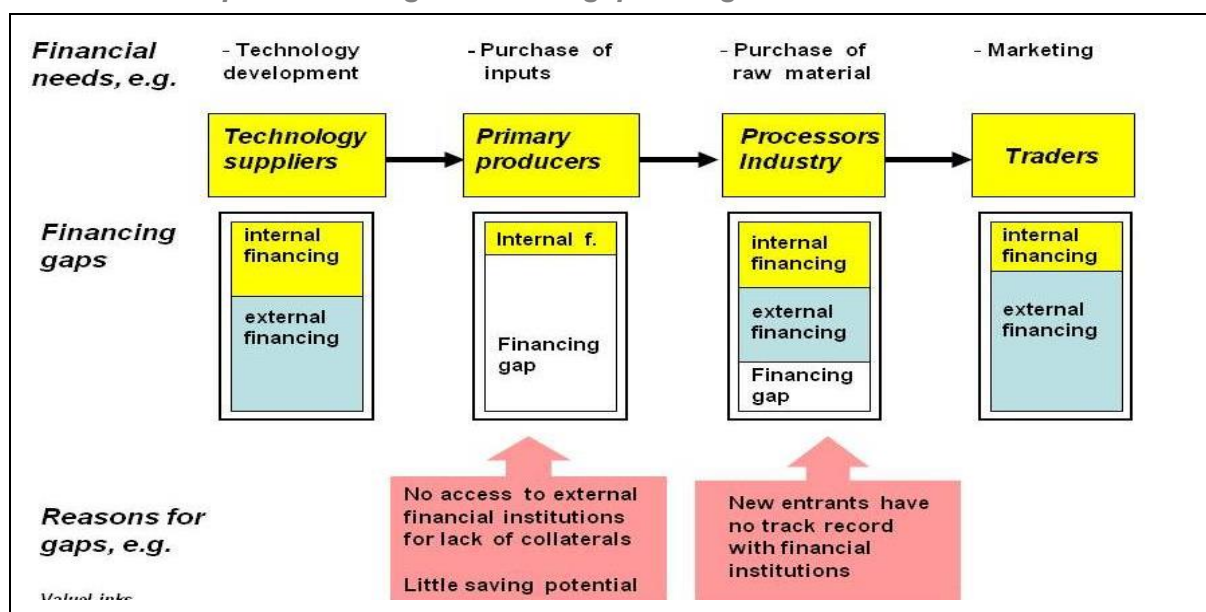 Financial
needs, e.g.
- Technology
development
- Purchase of
inputs
- Purchase of
raw material
- Marketing
Technology
suppliers
Primary
producers
Processors
Industry
Traders
Financing
gaps
internal
financing
external
financing
Internal f.
Financing
gap
internal
financing
external
financing
Financing
gap
internal
financing
external
financing
Reasons for
gaps, e.g.
No access to external
financial institutions
for lack of collaterals
Little saving potential
New entrants have
no track record
with financial
institutions